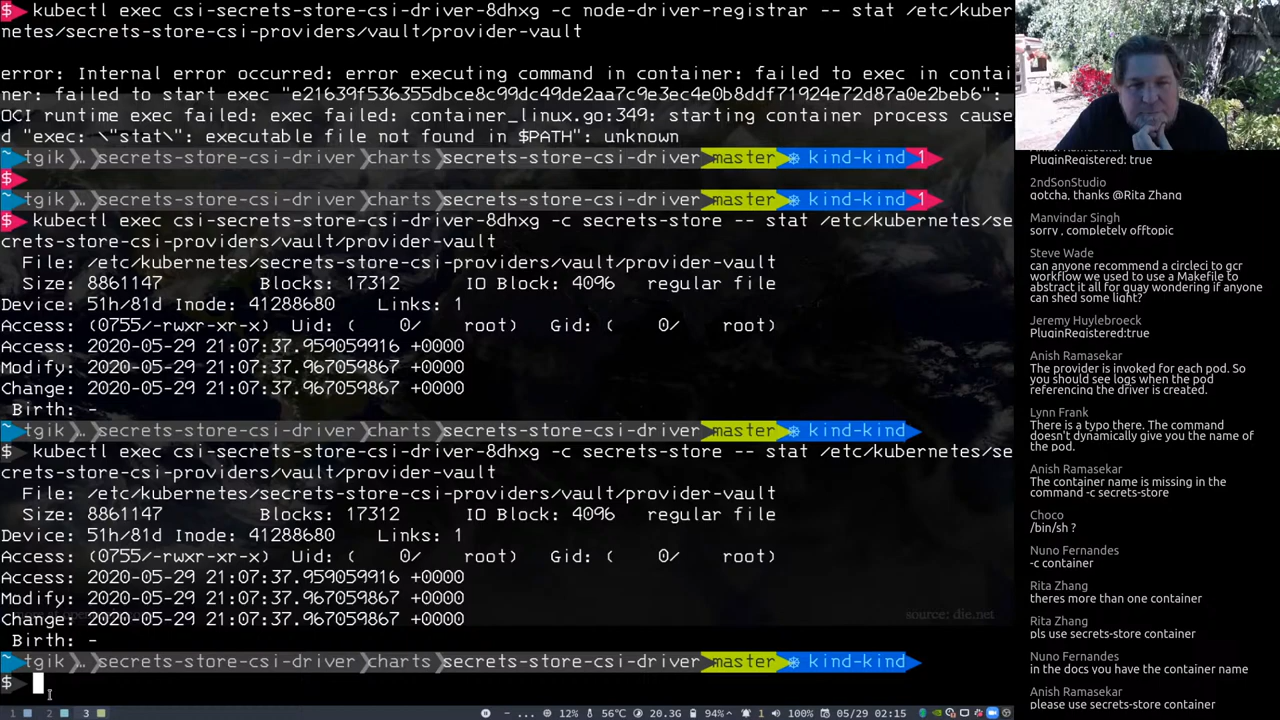 $ kubectl exec csi-secrets-store-csi-driver-8dhxg -c node-driver-registrar -- stat /etc/kuber
netes/secrets-store-csi-providers/vault/provider-vault
error: Internal error occurred: error executing command in container: failed to exec in contai
ner: failed to start exec "e21639f536355dbce8c99dc49de2aa7c9e3ec4e0b8ddf71924e72d87a0e2beb6":
OCI runtime exec failed: exec failed: container_linux.go:349: starting container process cause
d "exec: \"stat\": executable file not found in $PATH": unknown
~ tgik … secrets-store-csi-driver charts secrets-store-csi-driver master ⎈ kind-kind 1
$
~ tgik … secrets-store-csi-driver charts secrets-store-csi-driver master ⎈ kind-kind 1
$ kubectl exec csi-secrets-store-csi-driver-8dhxg -c secrets-store -- stat /etc/kubernetes/se
crets-store-csi-providers/vault/provider-vault
File: /etc/kubernetes/secrets-store-csi-providers/vault/provider-vault
Size: 8861147 Blocks: 17312 IO Block: 4096 regular file
Device: 51h/81d Inode: 41288680 Links: 1
Access: (0755/-rwxr-xr-x) Uid: ( 0/ root) Gid: ( 0/ root)
Access: 2020-05-29 21:07:37.959059916 +0000
Modify: 2020-05-29 21:07:37.967059867 +0000
Change: 2020-05-29 21:07:37.967059867 +0000
Birth: -
~ tgik … secrets-store-csi-driver charts secrets-store-csi-driver master ⎈ kind-kind
$ kubectl exec csi-secrets-store-csi-driver-8dhxg -c secrets-store -- stat /etc/kubernetes/se
crets-store-csi-providers/vault/provider-vault
File: /etc/kubernetes/secrets-store-csi-providers/vault/provider-vault
Size: 8861147 Blocks: 17312 IO Block: 4096 regular file
Device: 51h/81d Inode: 41288680 Links: 1
Access: (0755/-rwxr-xr-x) Uid: ( 0/ root) Gid: ( 0/ root)
Access: 2020-05-29 21:07:37.959059916 +0000
Modify: 2020-05-29 21:07:37.967059867 +0000
Change: 2020-05-29 21:07:37.967059867 +0000
source: die.net
Birth: -
~ tgik … secrets-store-csi-driver charts secrets-store-csi-driver master ⎈ kind-kind
$
1 2 3 - ... 12% 56°C 20.3G 94% 1 100% 05/29 02:15
PluginRegistered: true
2ndSonStudio
gotcha, thanks @Rita Zhang
Manvindar Singh
sorry , completely offtopic
Steve Wade
can anyone recommend a circleci to gcr
workflow we used to use a Makefile to
abstract it all for quay wondering if anyone
can shed some light?
Jeremy Huylebroeck
PluginRegistered:true
Anish Ramasekar
The provider is invoked for each pod. So
you should see logs when the pod
referencing the driver is created.
Lynn Frank
There is a typo there. The command
doesn't dynamically give you the name of
the pod.
Anish Ramasekar
The container name is missing in the
command -c secrets-store
Choco
/bin/sh ?
Nuno Fernandes
-c container
Rita Zhang
theres more than one container
Rita Zhang
pls use secrets-store container
Nuno Fernandes
in the docs you have the container name
Anish Ramasekar
please use secrets-store container